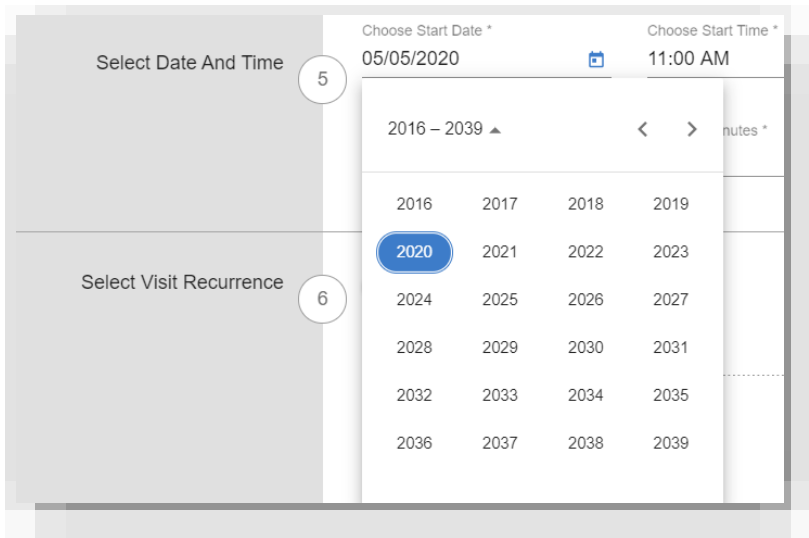 Choose Start Date *
Choose Start Time *
Select Date And Time
5
05/05/2020
11:00 AM
2016 – 2039
nutes *
2016 2017 2018 2019
2020 2021 2022 2023
Select Visit Recurrence
6
2024 2025 2026 2027
2028 2029 2030 2031
2032 2033 2034 2035
2036 2037 2038 2039